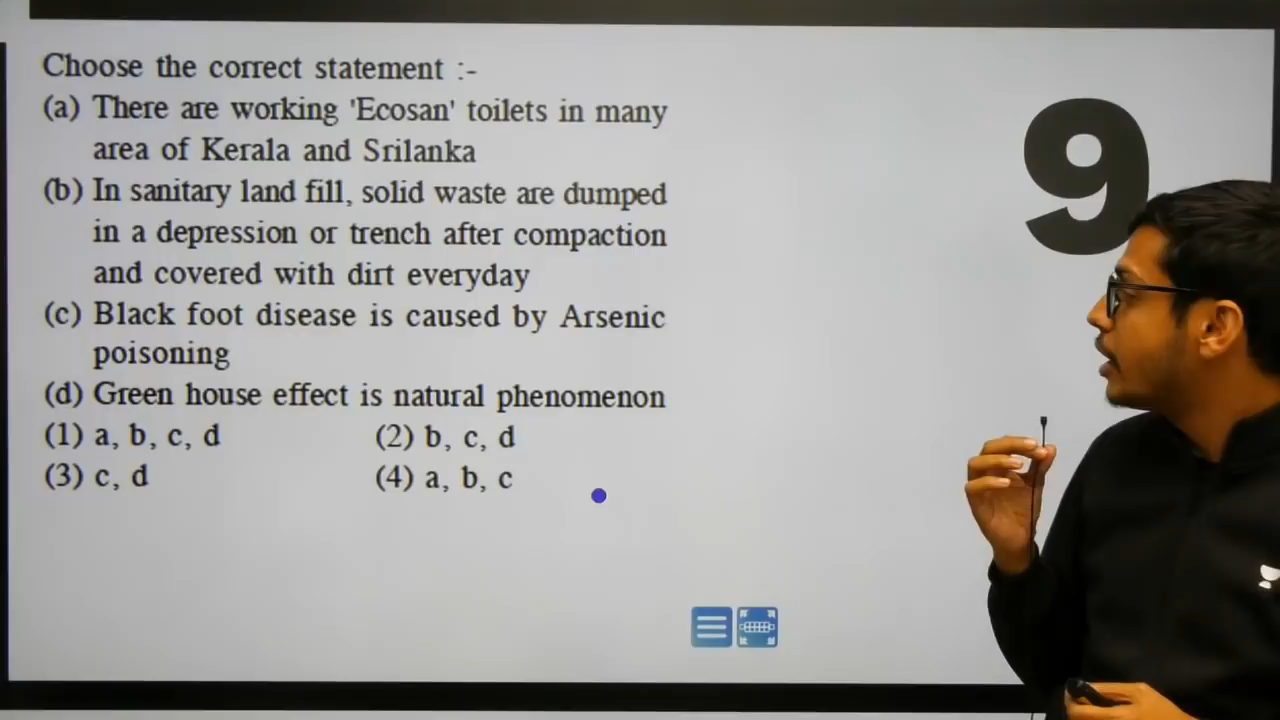 Choose the correct statement :-
(a) There are working 'Ecosan' toilets in many
area of Kerala and Srilanka
(b) In sanitary land fill, solid waste are dumped
in a depression or trench after compaction
and covered with dirt everyday
(c) Black foot disease is caused by Arsenic
poisoning
(d) Green house effect is natural phenomenon
(1) a, b, c, d (2) b, c, d
(3) c, d (4) a, b, c
9